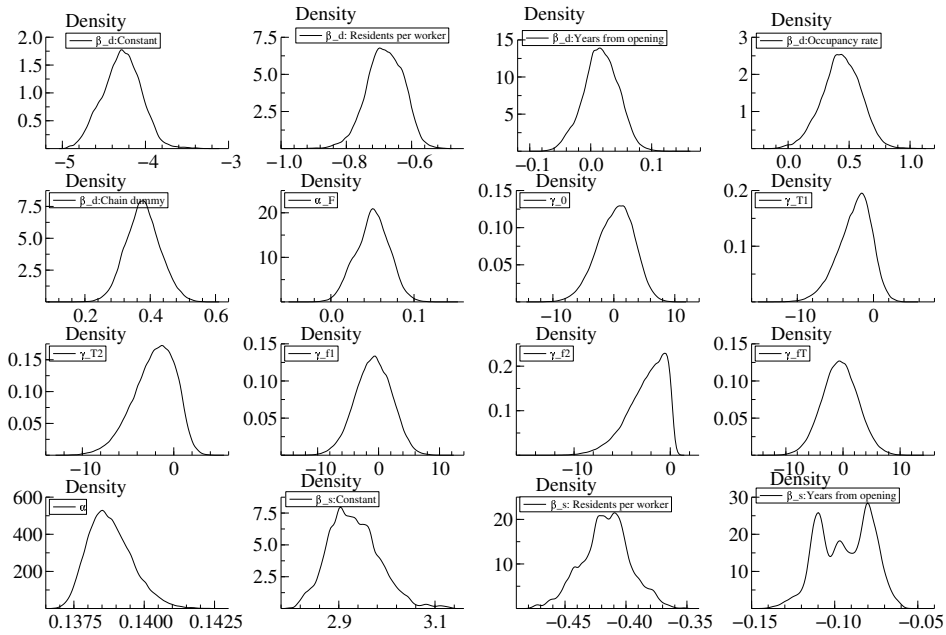 Density Density Density Density
β_d:Constant β_d: Residents per worker β_d:Years from opening β_d:Occupancy rate
2.0 7.5 15 3
1.5 5.0 10 2
1.0 2.5 5 1
0.5
−5 −4 −3 −1.0 −0.8 −0.6 −0.1 0.0 0.1 0.0 0.5 1.0
Density Density Density Density
β_d:Chain dummy α_F γ_0 γ_T1
7.5 20 0.15 0.2
5.0 10 0.10 0.1
2.5 0.05
0.2 0.4 0.6 0.0 0.1 −10 0 10 −10 0
Density Density Density Density
γ_T2 γ_f1 γ_f2 γ_fT
0.15 0.15 0.2 0.15
0.10 0.10 0.1 0.10
0.05 0.05 0.05
−10 0 −10 0 10 −10 0 −10 0 10
Density Density Density Density
α β_s:Constant β_s: Residents per worker β_s:Years from opening
600 7.5 20 30
400 5.0 10 20
200 2.5 10
0.1375 0.1400 0.1425 2.9 3.1 −0.45 −0.40 −0.35 −0.15 −0.10 −0.05